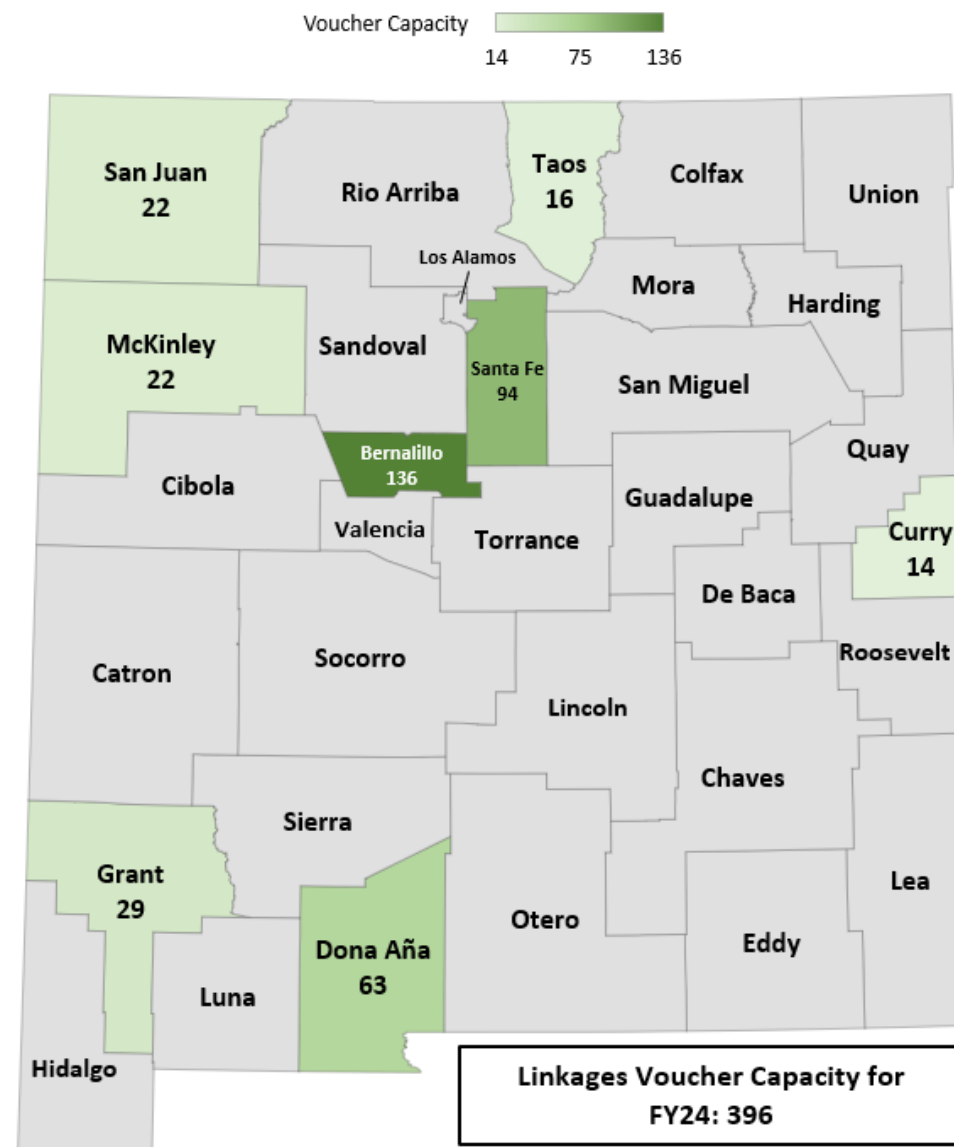 Voucher Capacity
14 75 136
San Juan
22
Rio Arriba
Taos
16
Colfax
Union
Los Alamos
Mora
Harding
McKinley
22
Sandoval
Santa Fe
94
San Miguel
Bernalillo
136
Quay
Cibola
Guadalupe
Valencia
Torrance
Curry
14
De Baca
Catron
Socorro
Roosevelt
Lincoln
Chaves
Sierra
Grant
29
Lea
Otero
Dona Aña
63
Eddy
Luna
Hidalgo
Linkages Voucher Capacity for
FY24: 396